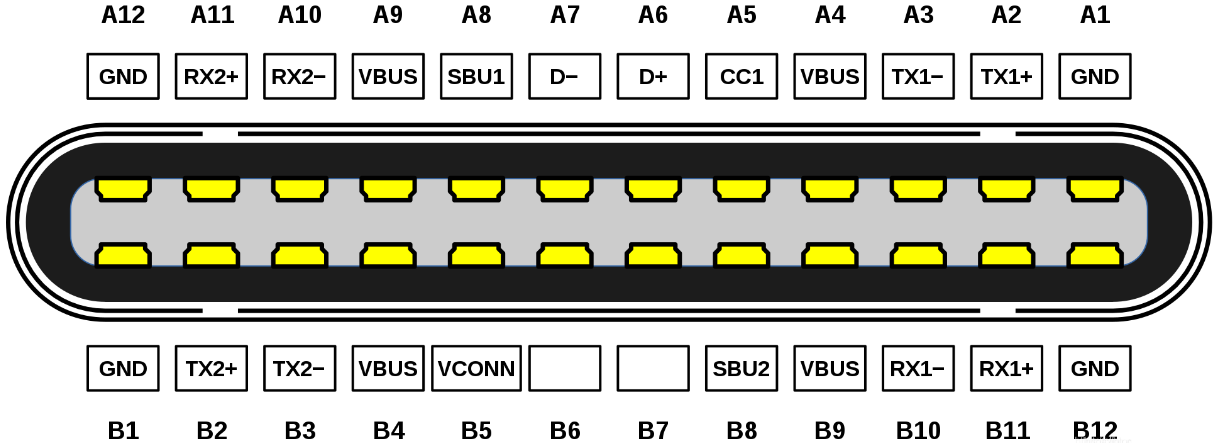 A12 A11 A10 A9 A8 A7 A6 A5 A4 A3 A2 A1
GND RX2+ RX2− VBUS SBU1 D− D+ CC1 VBUS TX1− TX1+ GND
GND TX2+ TX2− VBUS VCONN SBU2 VBUS RX1− RX1+ GND
B1 B2 B3 B4 B5 B6 B7 B8 B9 B10 B11 B12